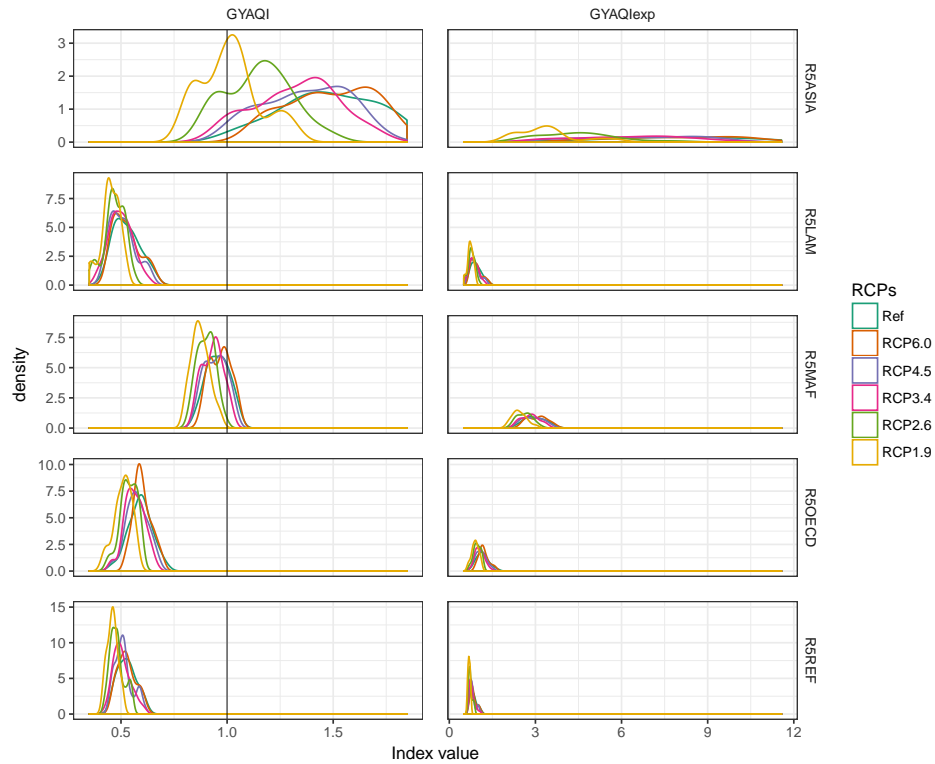 GYAQI GYAQIexp
3
2
1
0
R5ASIA
7.5
5.0
2.5
0.0
R5LAM
7.5
5.0
2.5
0.0
R5MAF
density
10.0
7.5
5.0
2.5
0.0
R5OECD
15
10
5
0
R5REF
0.5 1.0 1.5 0 3 6 9 12
Index value
RCPs
Ref
RCP6.0
RCP4.5
RCP3.4
RCP2.6
RCP1.9